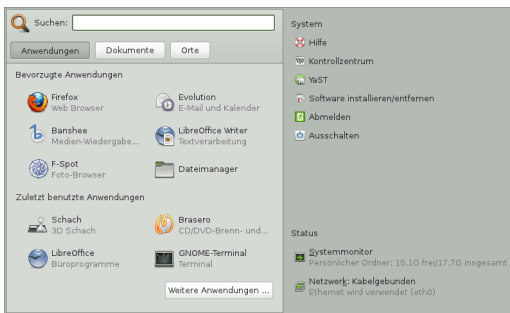 Suchen:
Anwendungen Dokumente Orte
Bevorzugte Anwendungen
Firefox
Web Browser
Evolution
E-Mail und Kalender
Banshee
Medien-Wiedergabe...
LibreOffice Writer
Textverarbeitung
F-Spot
Foto-Browser
Dateimanager
Zuletzt benutzte Anwendungen
Schach
3D Schach
Brasero
CD/DVD-Brenn- und...
LibreOffice
Büroprogramme
GNOME-Terminal
Terminal
Weitere Anwendungen ...
System
Hilfe
Kontrollzentrum
YaST
Software installieren/entfernen
Abmelden
Ausschalten
Status
Systemmonitor
Persönlicher Ordner: 10,1G frei/17,7G insgesamt
Netzwerk: Kabelgebunden
Ethernet wird verwendet (eth0)